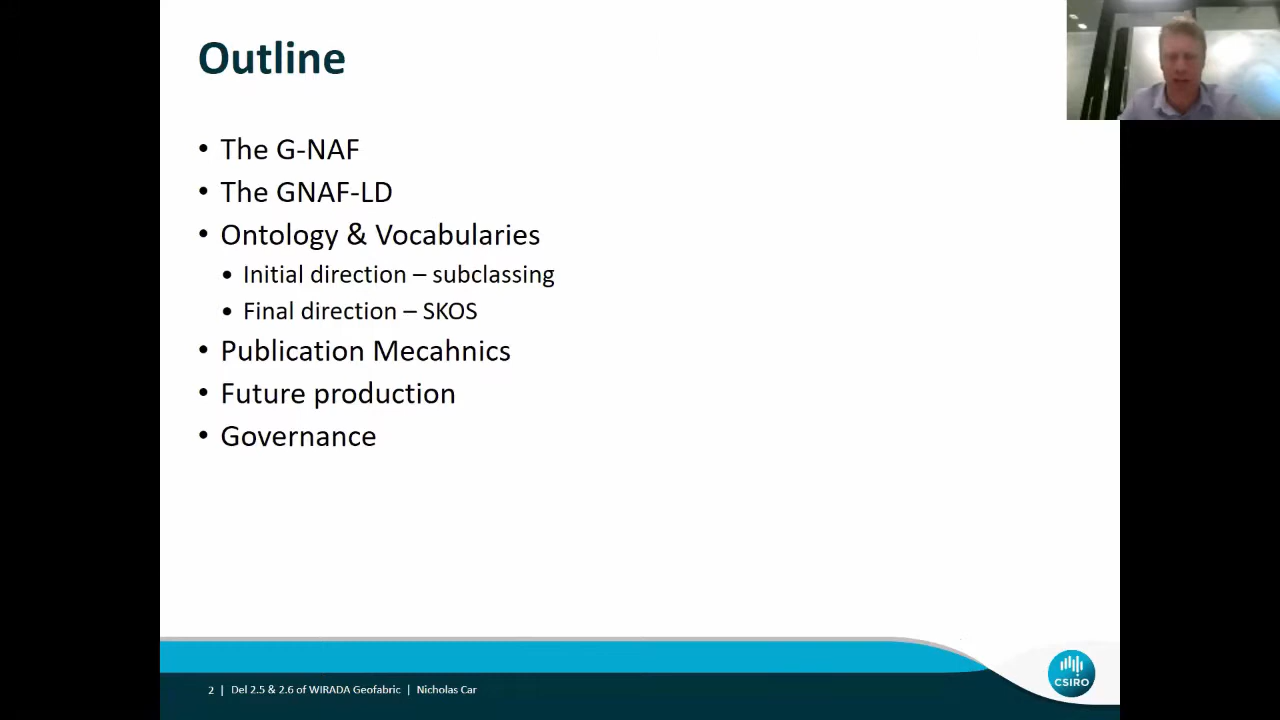 Outline
• The G-NAF
• The GNAF-LD
• Ontology & Vocabularies
• Initial direction – subclassing
• Final direction – SKOS
• Publication Mecahnics
• Future production
• Governance
2 | Del 2.5 & 2.6 of WIRADA Geofabric | Nicholas Car
CSIRO